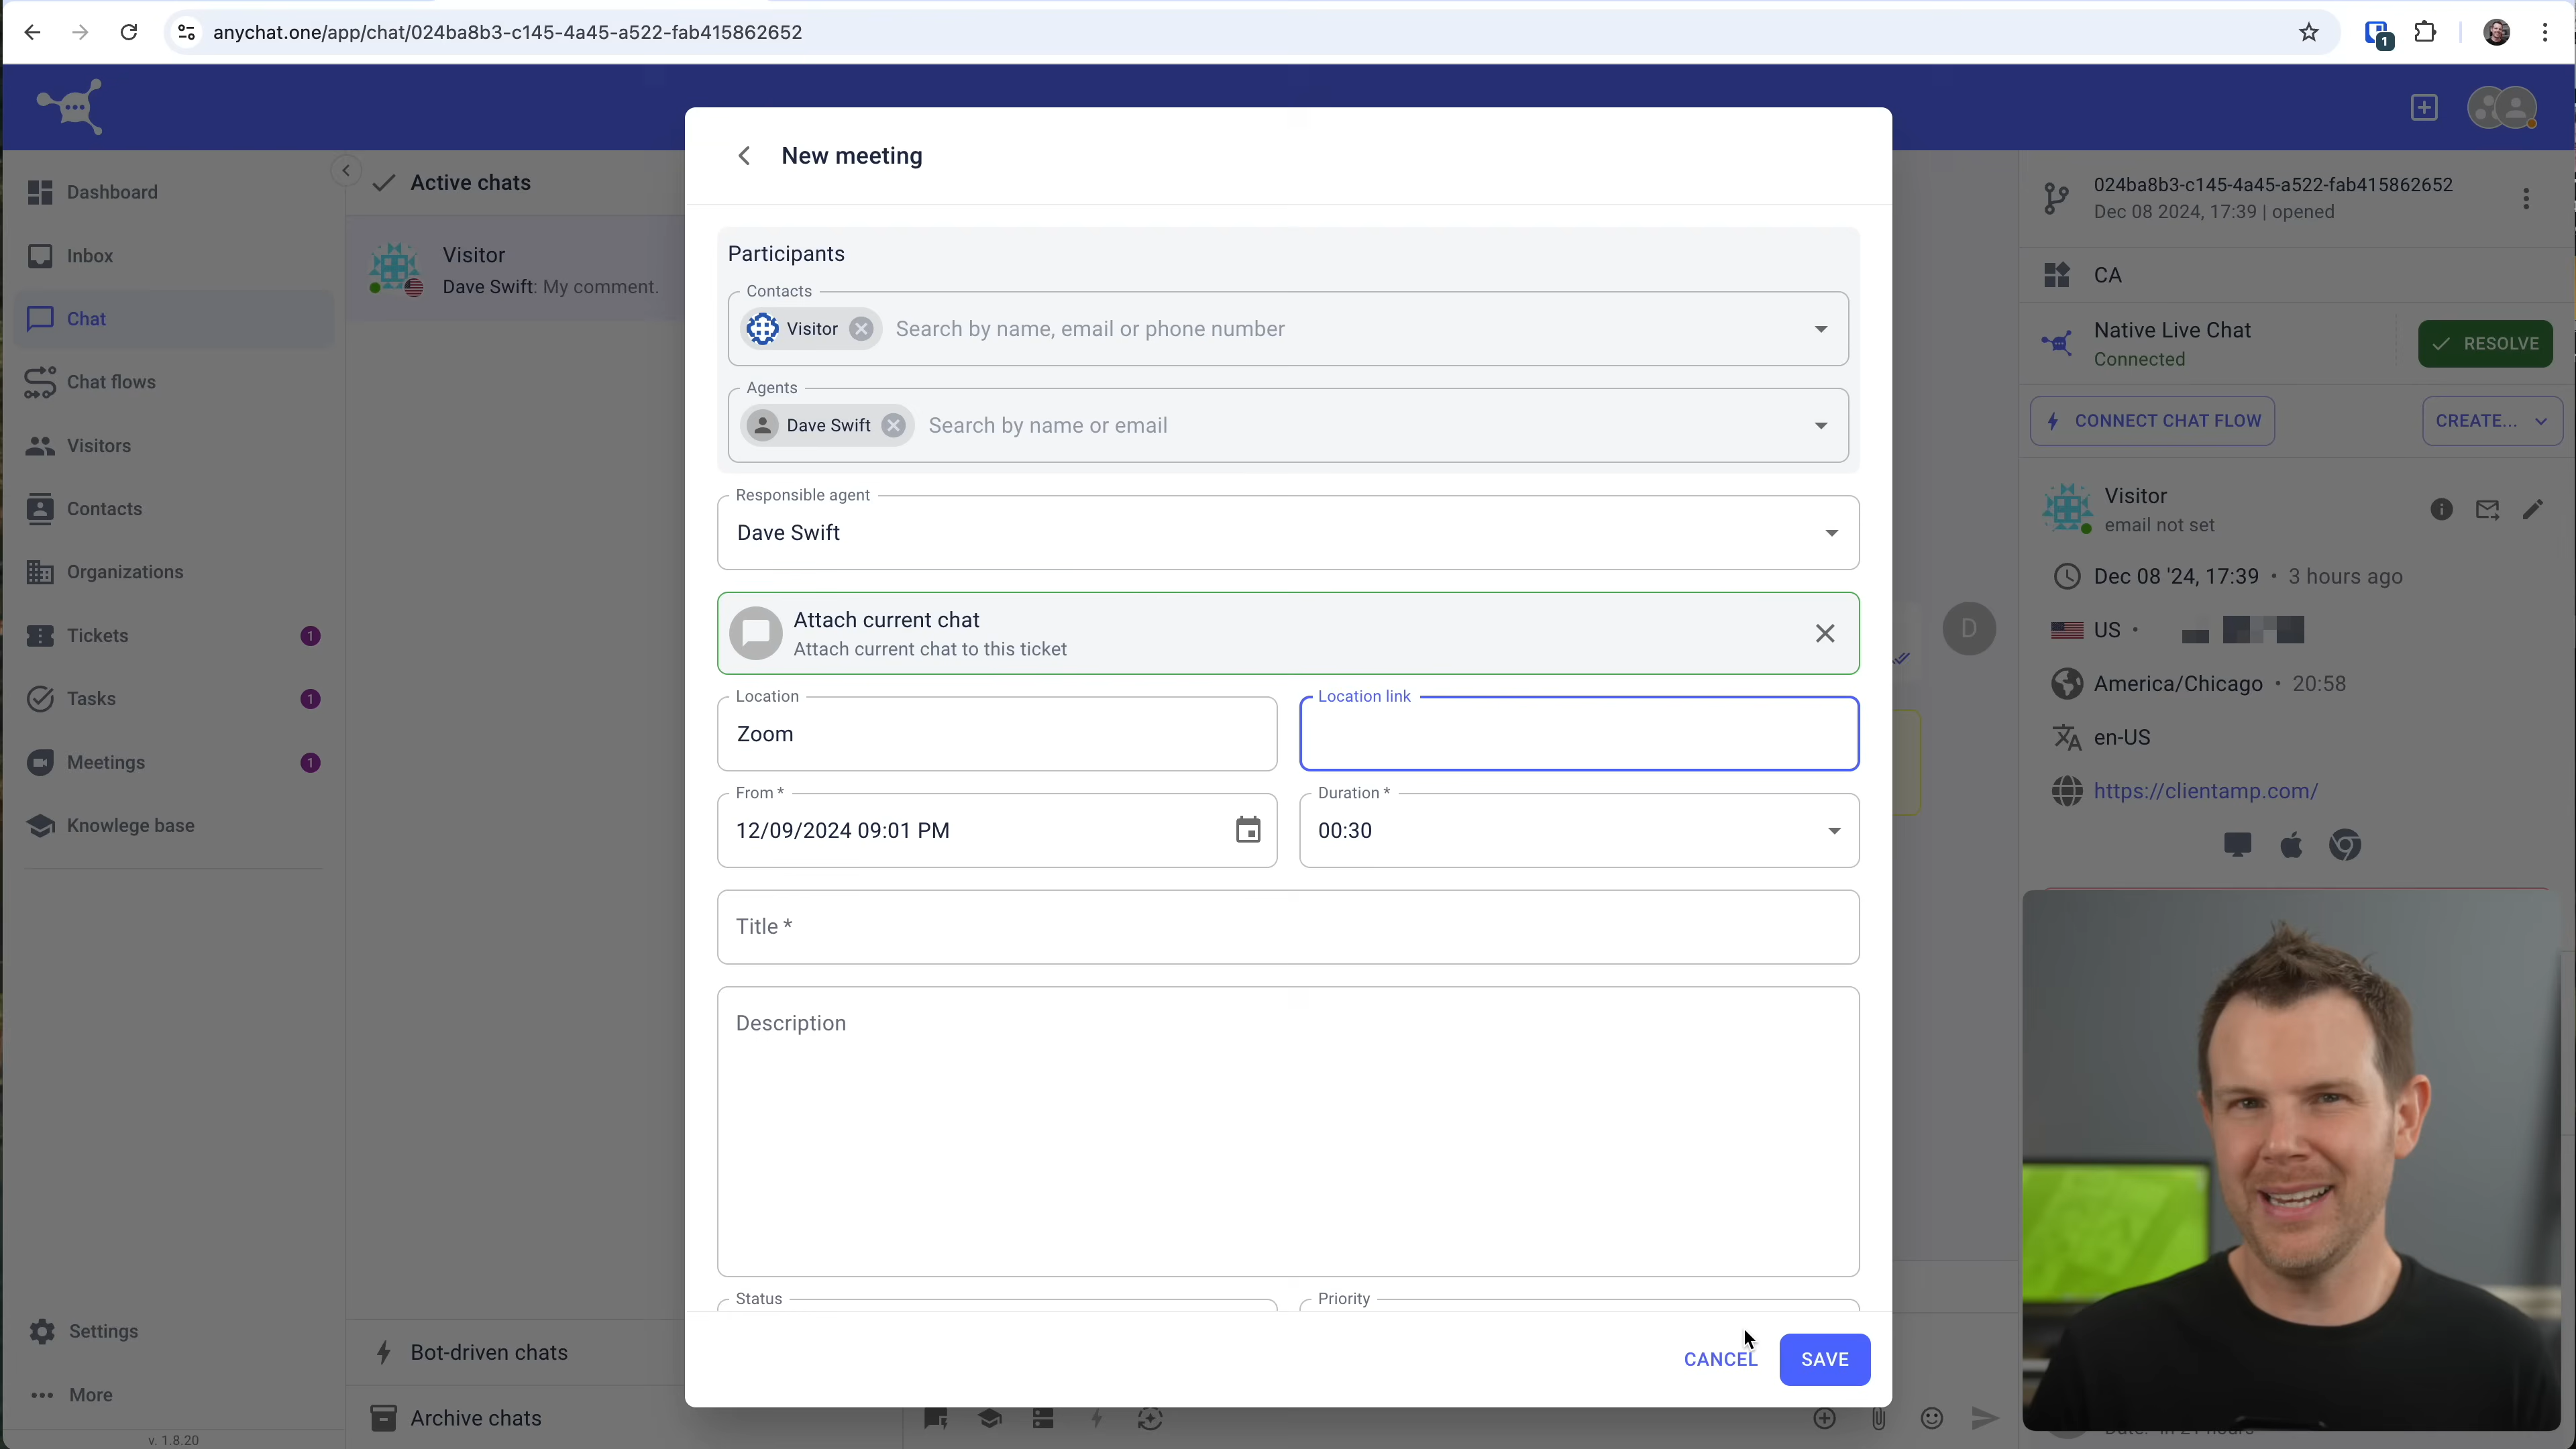 anychat.one/app/chat/024ba8b3-c145-4a45-a522-fab415862652
1
Dashboard
Inbox
Chat
Chat flows
Visitors
Contacts
Organizations
Tickets 1
Tasks 1
Meetings 1
Knowlege base
Settings
More
v. 1.8.20
Active chats
Visitor
Dave Swift: My comment.
Bot-driven chats
Archive chats
New meeting
Participants
Contacts
Visitor Search by name, email or phone number
Agents
Dave Swift Search by name or email
Responsible agent
Dave Swift
Attach current chat
Attach current chat to this ticket
Location
Zoom
Location link
From *
12/09/2024 09:01 PM
Duration *
00:30
Title *
Description
Status
Priority
CANCEL
SAVE
D
024ba8b3-c145-4a45-a522-fab415862652
Dec 08 2024, 17:39 | opened
CA
Native Live Chat
Connected
RESOLVE
CONNECT CHAT FLOW
CREATE...
Visitor
email not set
Dec 08 '24, 17:39 • 3 hours ago
US •
America/Chicago • 20:58
en-US
https://clientamp.com/